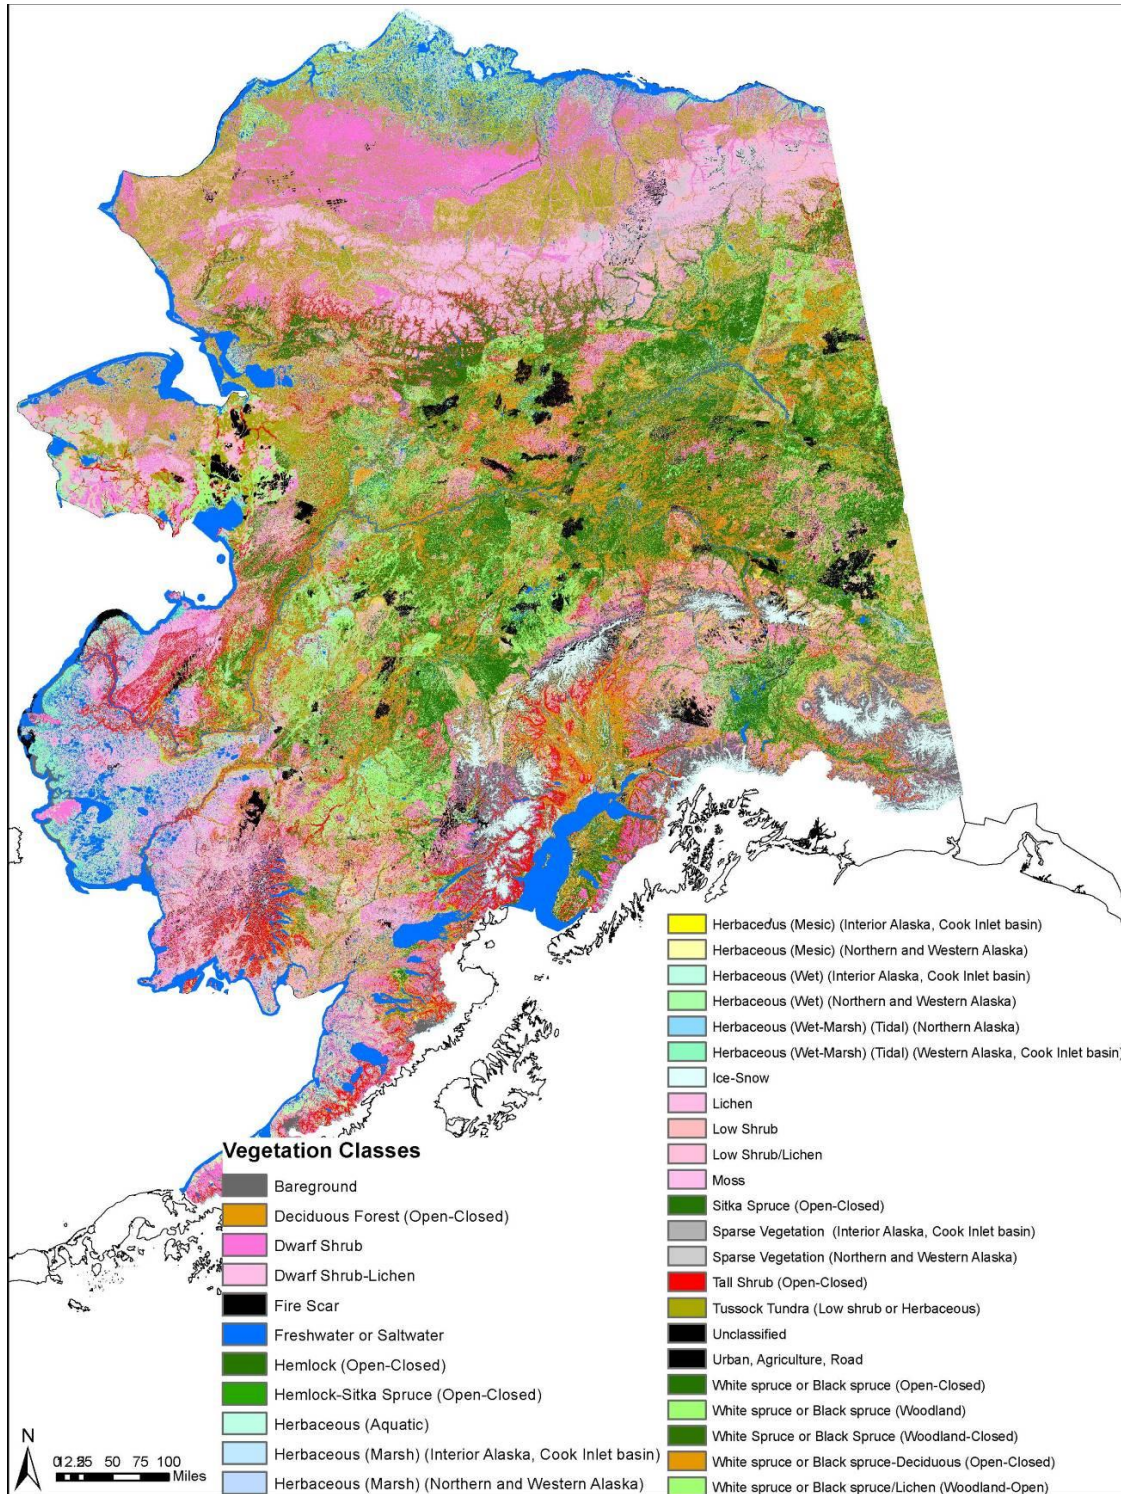 Vegetation Classes
Bareground
Deciduous Forest (Open-Closed)
Dwarf Shrub
Dwarf Shrub-Lichen
Fire Scar
Freshwater or Saltwater
Hemlock (Open-Closed)
Hemlock-Sitka Spruce (Open-Closed)
Herbaceous (Aquatic)
Herbaceous (Marsh) (Interior Alaska, Cook Inlet basin)
Herbaceous (Marsh) (Northern and Western Alaska)
Herbaceous (Mesic) (Interior Alaska, Cook Inlet basin)
Herbaceous (Mesic) (Northern and Western Alaska)
Herbaceous (Wet) (Interior Alaska, Cook Inlet basin)
Herbaceous (Wet) (Northern and Western Alaska)
Herbaceous (Wet-Marsh) (Tidal) (Northern Alaska)
Herbaceous (Wet-Marsh) (Tidal) (Western Alaska, Cook Inlet basin)
Ice-Snow
Lichen
Low Shrub
Low Shrub/Lichen
Moss
Sitka Spruce (Open-Closed)
Sparse Vegetation (Interior Alaska, Cook Inlet basin)
Sparse Vegetation (Northern and Western Alaska)
Tall Shrub (Open-Closed)
Tussock Tundra (Low shrub or Herbaceous)
Unclassified
Urban, Agriculture, Road
White spruce or Black spruce (Open-Closed)
White spruce or Black spruce (Woodland)
White Spruce or Black Spruce (Woodland-Closed)
White spruce or Black spruce-Deciduous (Open-Closed)
White spruce or Black spruce/Lichen (Woodland-Open)
N
0 12.5 25 50 75 100
Miles